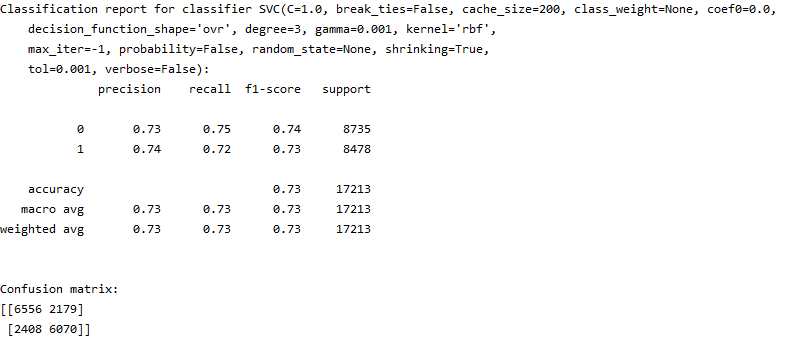 Classification report for classifier SVC(C=1.0, break_ties=False, cache_size=200, class_weight=None, coef0=0.0,
    decision_function_shape='ovr', degree=3, gamma=0.001, kernel='rbf',
    max_iter=-1, probability=False, random_state=None, shrinking=True,
    tol=0.001, verbose=False):
              precision    recall  f1-score   support

           0       0.73      0.75      0.74      8735
           1       0.74      0.72      0.73      8478

    accuracy                           0.73     17213
   macro avg       0.73      0.73      0.73     17213
weighted avg       0.73      0.73      0.73     17213

Confusion matrix:
[[6556 2179]
 [2408 6070]]